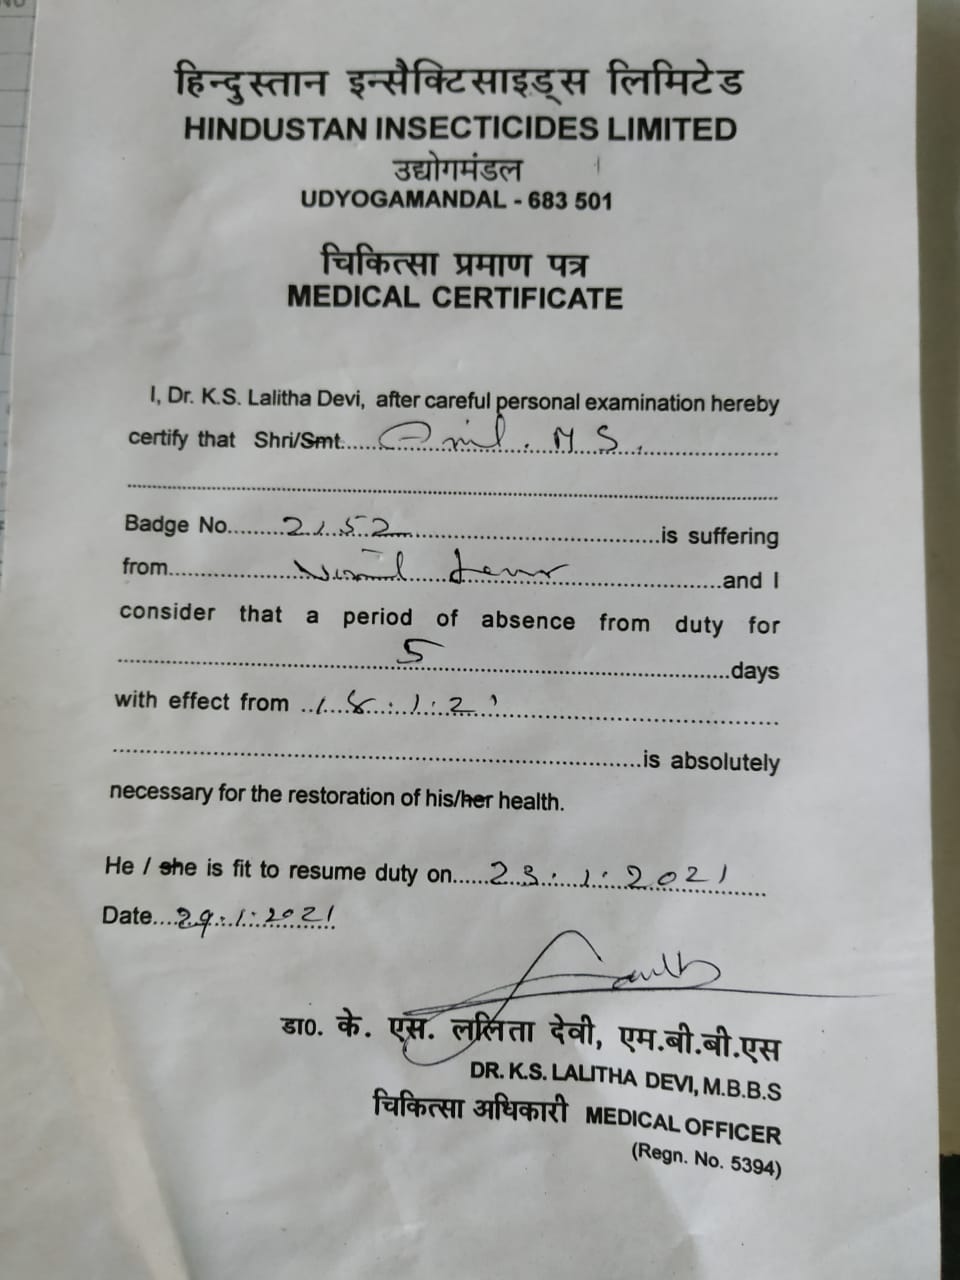 हिन्दुस्तान इन्सैक्टिसाइड्स लिमिटेड
HINDUSTAN INSECTICIDES LIMITED
उद्योगमंडल
UDYOGAMANDAL - 683 501
चिकित्सा प्रमाण पत्र
MEDICAL CERTIFICATE
I, Dr. K.S. Lalitha Devi, after careful personal examination hereby
certify that Shri/Smt. Anil. M.S.
Badge No. 2152 is suffering
from Viral fever and I
consider that a period of absence from duty for
5 days
with effect from 18.1.21
is absolutely
necessary for the restoration of his/her health.
He / she is fit to resume duty on 23.1.2021
Date 29.1.2021
डा०. के. एस. ललिता देवी, एम.बी.बी.एस
DR. K.S. LALITHA DEVI, M.B.B.S
चिकित्सा अधिकारी MEDICAL OFFICER
(Regn. No. 5394)